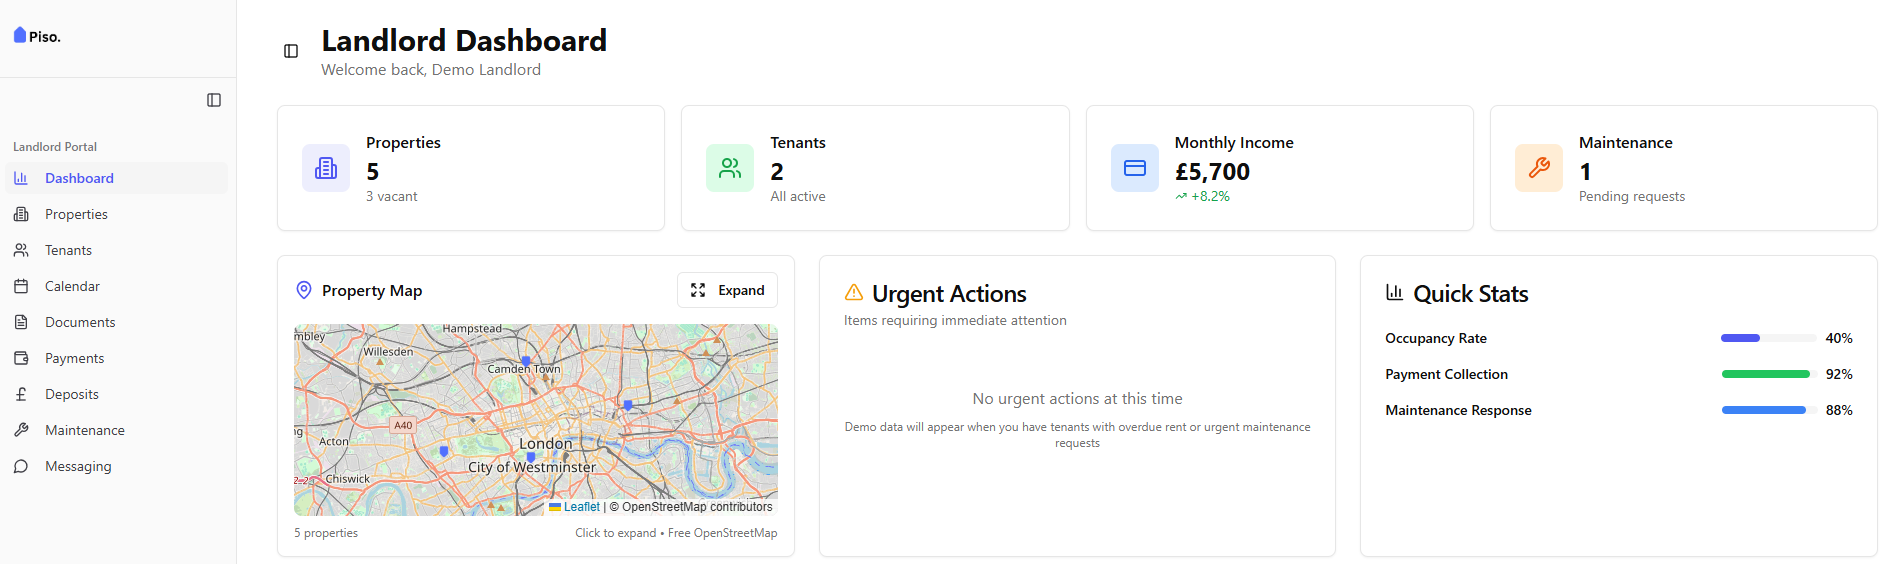 Piso.
Landlord Portal
Dashboard
Properties
Tenants
Calendar
Documents
Payments
Deposits
Maintenance
Messaging
Landlord Dashboard
Welcome back, Demo Landlord
Properties
5
3 vacant
Tenants
2
All active
Monthly Income
£5,700
+8.2%
Maintenance
1
Pending requests
Property Map
Expand
mbley
Hampstead
Willesden
Camden Town
A40
ng
Acton
London
City of Westminster
Chiswick
Leaflet | © OpenStreetMap contributors
5 properties
Click to expand • Free OpenStreetMap
Urgent Actions
Items requiring immediate attention
No urgent actions at this time
Demo data will appear when you have tenants with overdue rent or urgent maintenance
requests
Quick Stats
Occupancy Rate
40%
Payment Collection
92%
Maintenance Response
88%